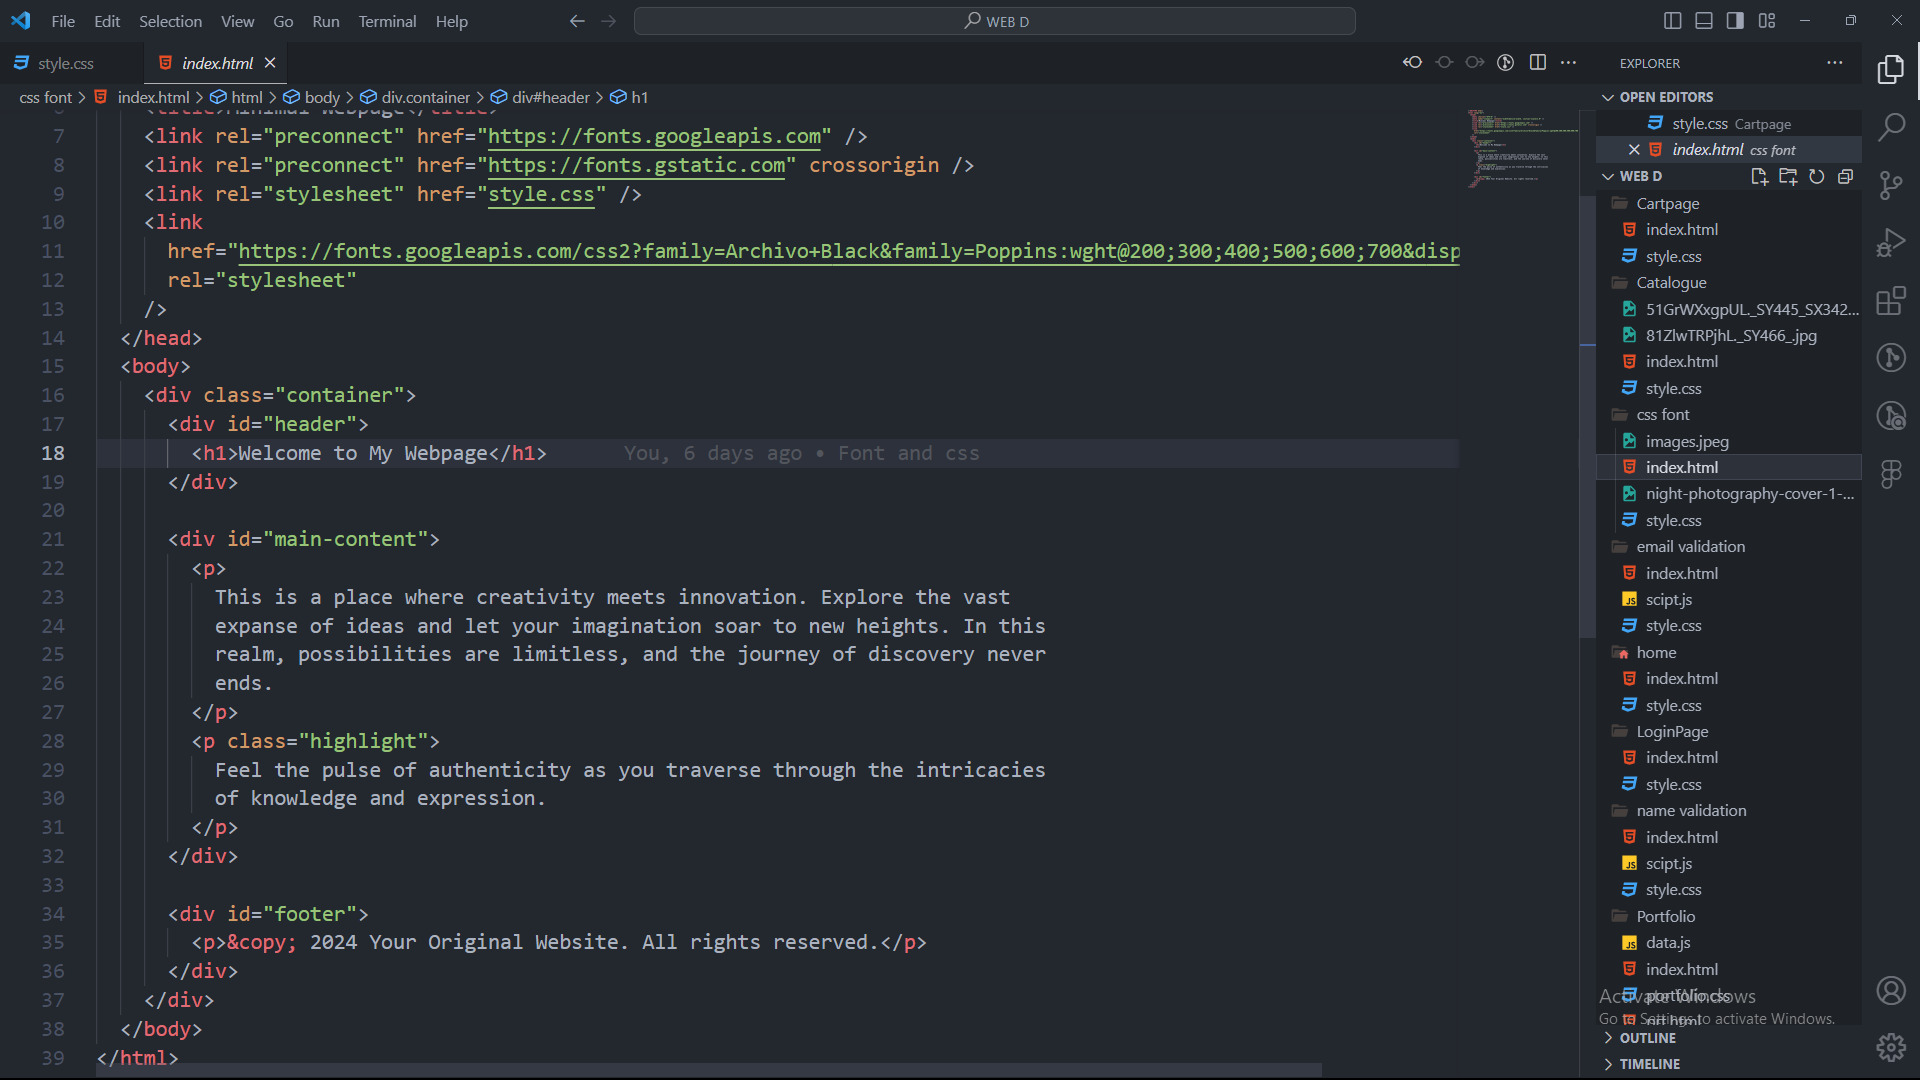 File Edit Selection View Go Run Terminal Help
WEB D
style.css
index.html
css font > index.html > html > body > div.container > div#header > h1
7 <link rel="preconnect" href="https://fonts.googleapis.com" />
8 <link rel="preconnect" href="https://fonts.gstatic.com" crossorigin />
9 <link rel="stylesheet" href="style.css" />
10 <link
11 href="https://fonts.googleapis.com/css2?family=Archivo+Black&family=Poppins:wght@200;300;400;500;600;700&disp
12 rel="stylesheet"
13 />
14 </head>
15 <body>
16 <div class="container">
17 <div id="header">
18 <h1>Welcome to My Webpage</h1> You, 6 days ago • Font and css
19 </div>
20
21 <div id="main-content">
22 <p>
23 This is a place where creativity meets innovation. Explore the vast
24 expanse of ideas and let your imagination soar to new heights. In this
25 realm, possibilities are limitless, and the journey of discovery never
26 ends.
27 </p>
28 <p class="highlight">
29 Feel the pulse of authenticity as you traverse through the intricacies
30 of knowledge and expression.
31 </p>
32 </div>
33
34 <div id="footer">
35 <p>&copy; 2024 Your Original Website. All rights reserved.</p>
36 </div>
37 </div>
38 </body>
39 </html>
EXPLORER
OPEN EDITORS
style.css Cartpage
index.html css font
WEB D
Cartpage
index.html
style.css
Catalogue
51GrWXxgpUL._SY445_SX342...
81ZlwTRPjhL._SY466_.jpg
index.html
style.css
css font
images.jpeg
index.html
night-photography-cover-1-...
style.css
email validation
index.html
scipt.js
style.css
home
index.html
style.css
LoginPage
index.html
style.css
name validation
index.html
scipt.js
style.css
Portfolio
data.js
index.html
portfolio.css
Activate Windows
Go to Settings to activate Windows.
OUTLINE
TIMELINE